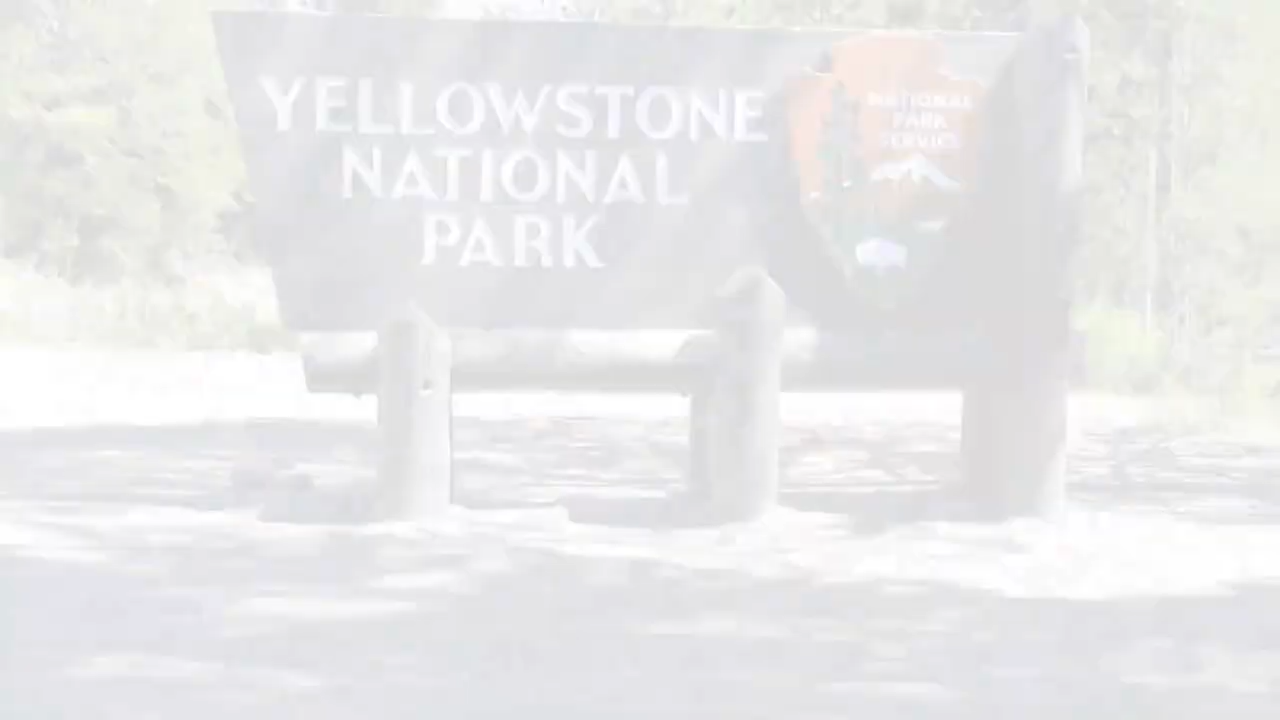 YELLOWSTONE
NATIONAL
PARK
NATIONAL
PARK
SERVICE